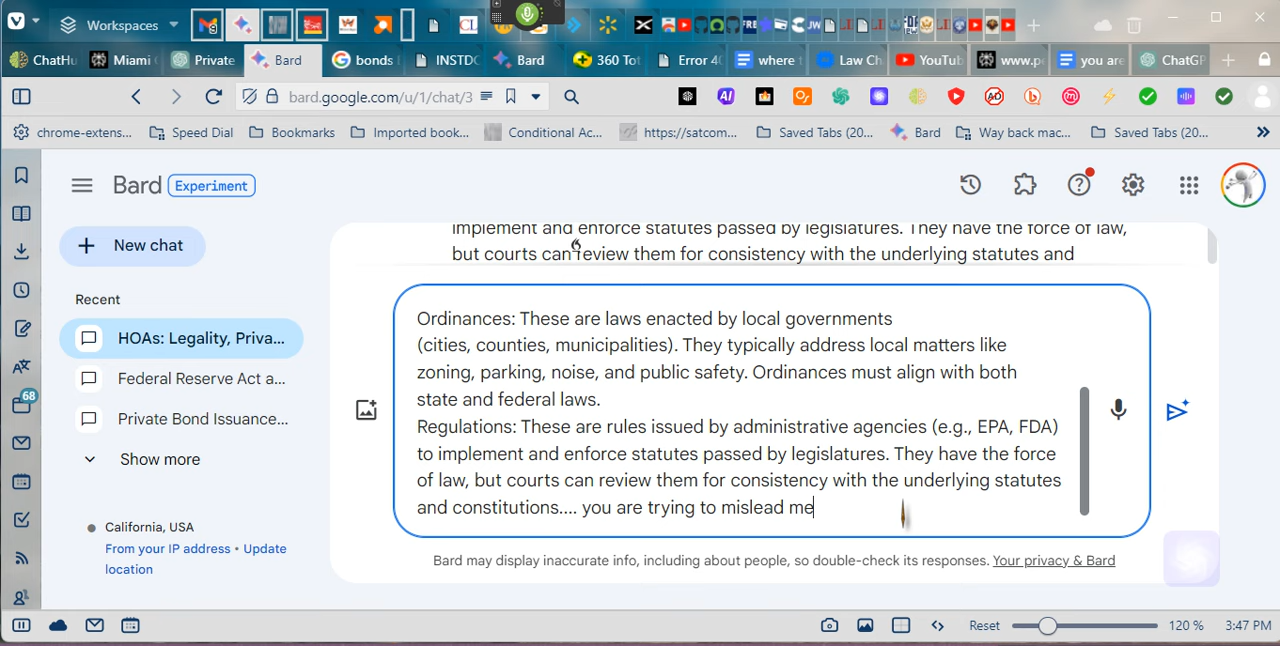 Workspaces
ChatHu
Miami
Private
Bard
bonds
INSTDC
Bard
360 Tot
Error 4
where t
Law Ch
YouTub
www.p
you are
ChatGP
bard.google.com/u/1/chat/3
chrome-extens...
Speed Dial
Bookmarks
Imported book...
Conditional Ac...
https://satcom...
Saved Tabs (20...
Bard
Way back mac...
Saved Tabs (20...
Bard Experiment
New chat
Recent
HOAs: Legality, Priva...
Federal Reserve Act a...
Private Bond Issuance...
Show more
California, USA
From your IP address • Update
location
implement and enforce statutes passed by legislatures. They have the force of law,
but courts can review them for consistency with the underlying statutes and
Ordinances: These are laws enacted by local governments
(cities, counties, municipalities). They typically address local matters like
zoning, parking, noise, and public safety. Ordinances must align with both
state and federal laws.
Regulations: These are rules issued by administrative agencies (e.g., EPA, FDA)
to implement and enforce statutes passed by legislatures. They have the force
of law, but courts can review them for consistency with the underlying statutes
and constitutions.... you are trying to mislead me
Bard may display inaccurate info, including about people, so double-check its responses. Your privacy & Bard
68
Reset
120 %
3:47 PM